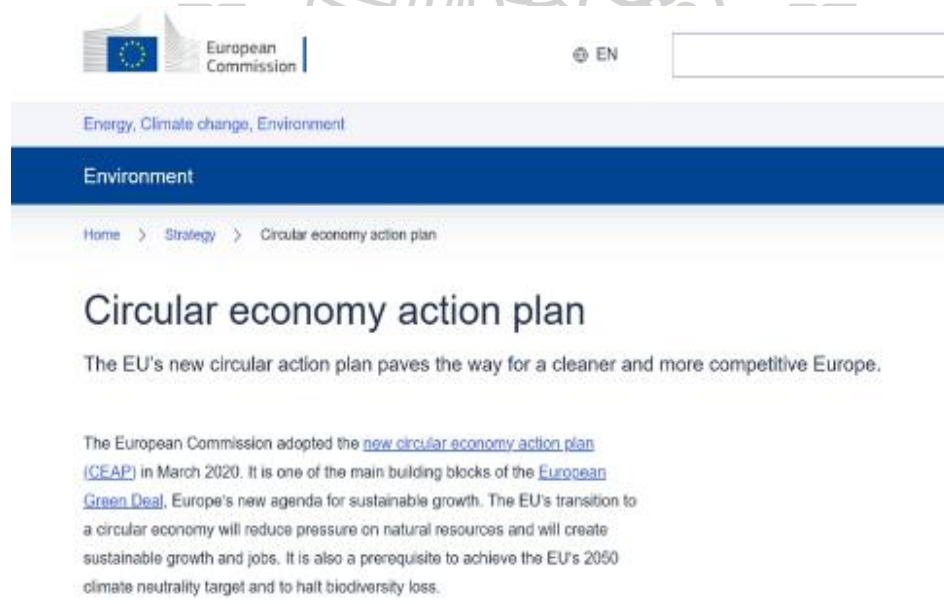 European
Commission
EN
Energy, Climate change, Environment
Environment
Home > Strategy > Circular economy action plan
Circular economy action plan
The EU's new circular action plan paves the way for a cleaner and more competitive Europe.
The European Commission adopted the new circular economy action plan
(CEAP) in March 2020. It is one of the main building blocks of the European
Green Deal, Europe's new agenda for sustainable growth. The EU's transition to
a circular economy will reduce pressure on natural resources and will create
sustainable growth and jobs. It is also a prerequisite to achieve the EU's 2050
climate neutrality target and to halt biodiversity loss.